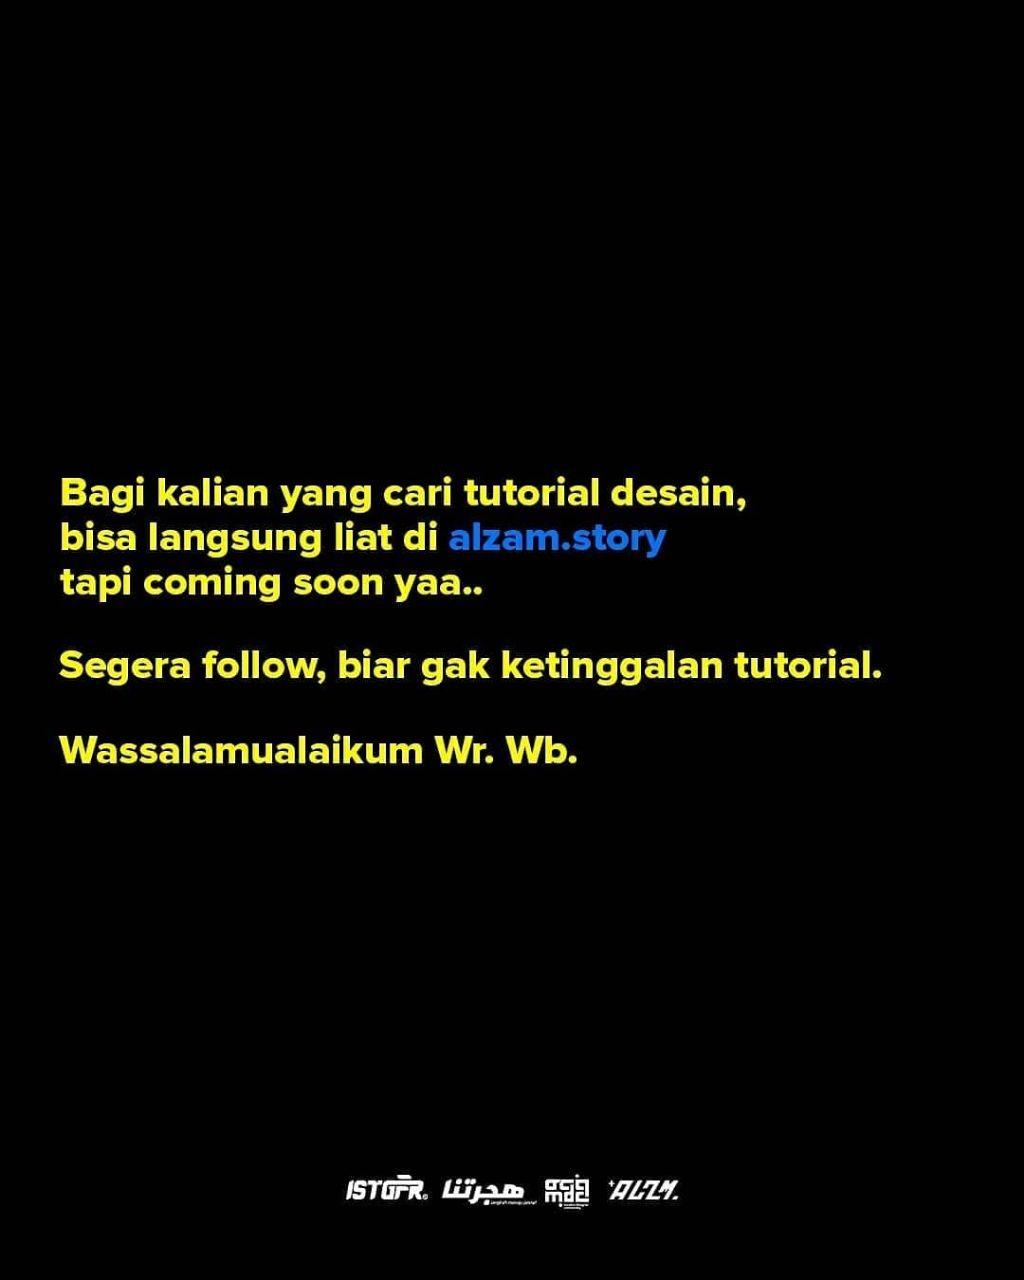 Bagi kalian yang cari tutorial desain,
bisa langsung liat di alzam.story
tapi coming soon yaa..
Segera follow, biar gak ketinggalan tutorial.
Wassalamualaikum Wr. Wb.
ISTGFR. هجرتنا +ALZM.